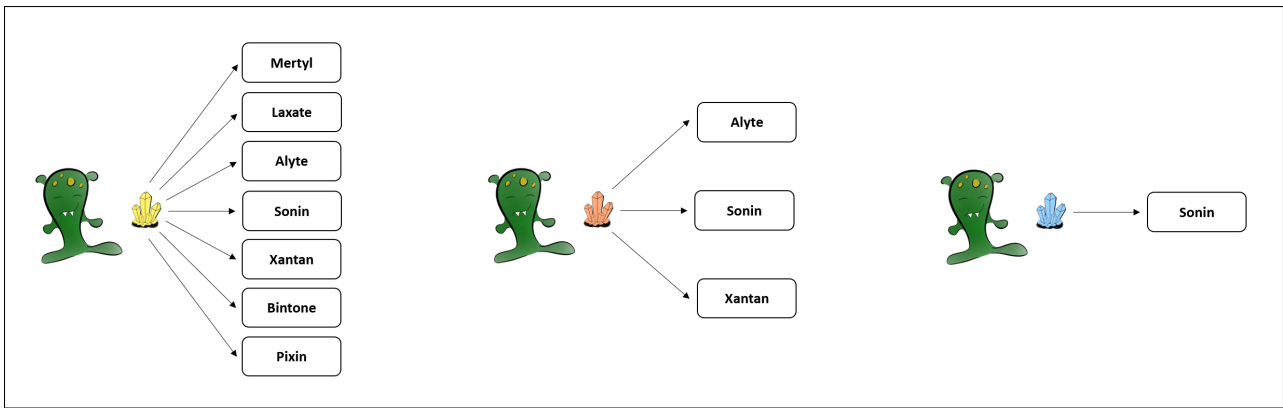 Mertyl
Laxate
Alyte
Sonin
Xantan
Bintone
Pixin
Alyte
Sonin
Xantan
Sonin